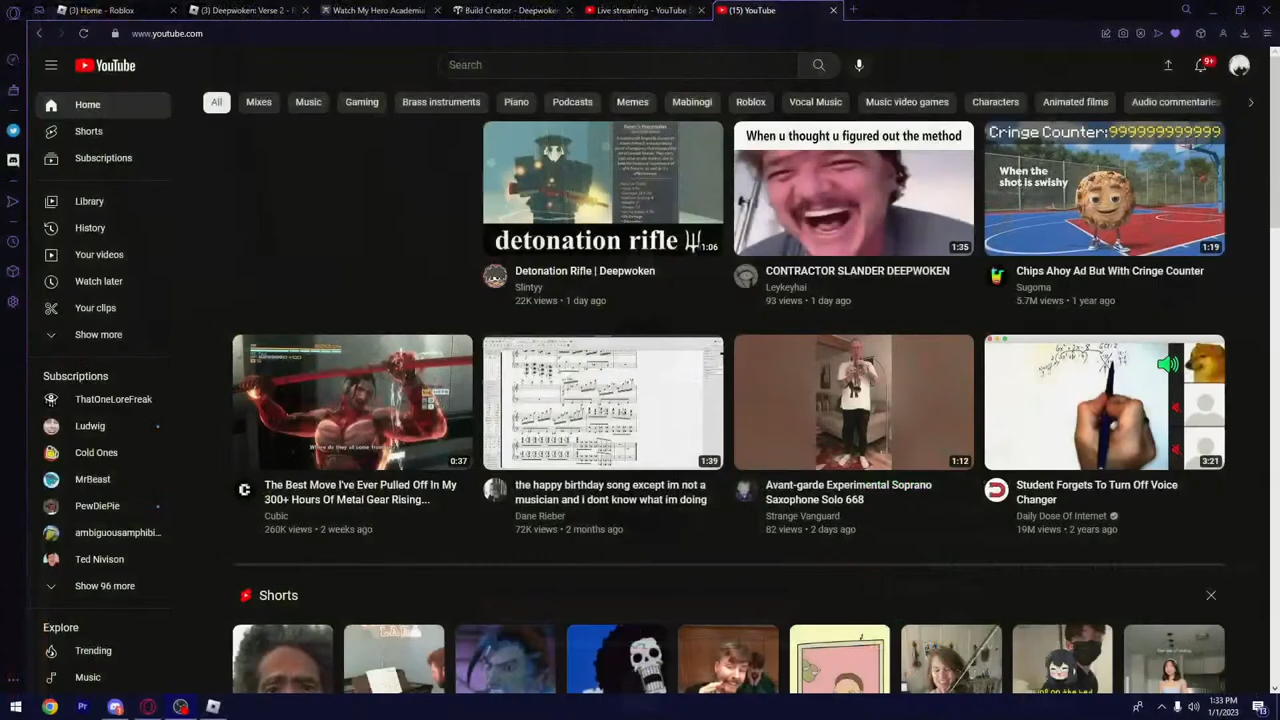 (3) Home - Roblox
(3) Deepwoken: Verse 2 -
Watch My Hero Academia
Build Creator - Deepwoken
Live streaming - YouTube
(15) YouTube
www.youtube.com
YouTube
Search
9+
Home
Shorts
Subscriptions
Library
History
Your videos
Watch later
Your clips
Show more
Subscriptions
ThatOneLoreFreak
Ludwig
Cold Ones
MrBeast
PewDiePie
ambiguousamphibi...
Ted Nivison
Show 96 more
Explore
Trending
Music
All
Mixes
Music
Gaming
Brass instruments
Piano
Podcasts
Memes
Mabinogi
Roblox
Vocal Music
Music video games
Characters
Animated films
Audio commentarie
detonation rifle
1:06
Detonation Rifle | Deepwoken
Slintyy
22K views • 1 day ago
When u thought u figured out the method
1:35
CONTRACTOR SLANDER DEEPWOKEN
Leykeyhai
93 views • 1 day ago
Cringe Counter:999999999999
When the
shot is swishy
1:19
Chips Ahoy Ad But With Cringe Counter
Sugoma
5.7M views • 1 year ago
0:37
The Best Move I've Ever Pulled Off In My
300+ Hours Of Metal Gear Rising...
Cubic
260K views • 2 weeks ago
1:39
the happy birthday song except im not a
musician and i dont know what im doing
Dane Rieber
72K views • 2 months ago
1:12
Avant-garde Experimental Soprano
Saxophone Solo 668
Strange Vanguard
82 views • 2 days ago
3:21
Student Forgets To Turn Off Voice
Changer
Daily Dose Of Internet
19M views • 2 years ago
Shorts
1:33 PM
1/1/2023
13